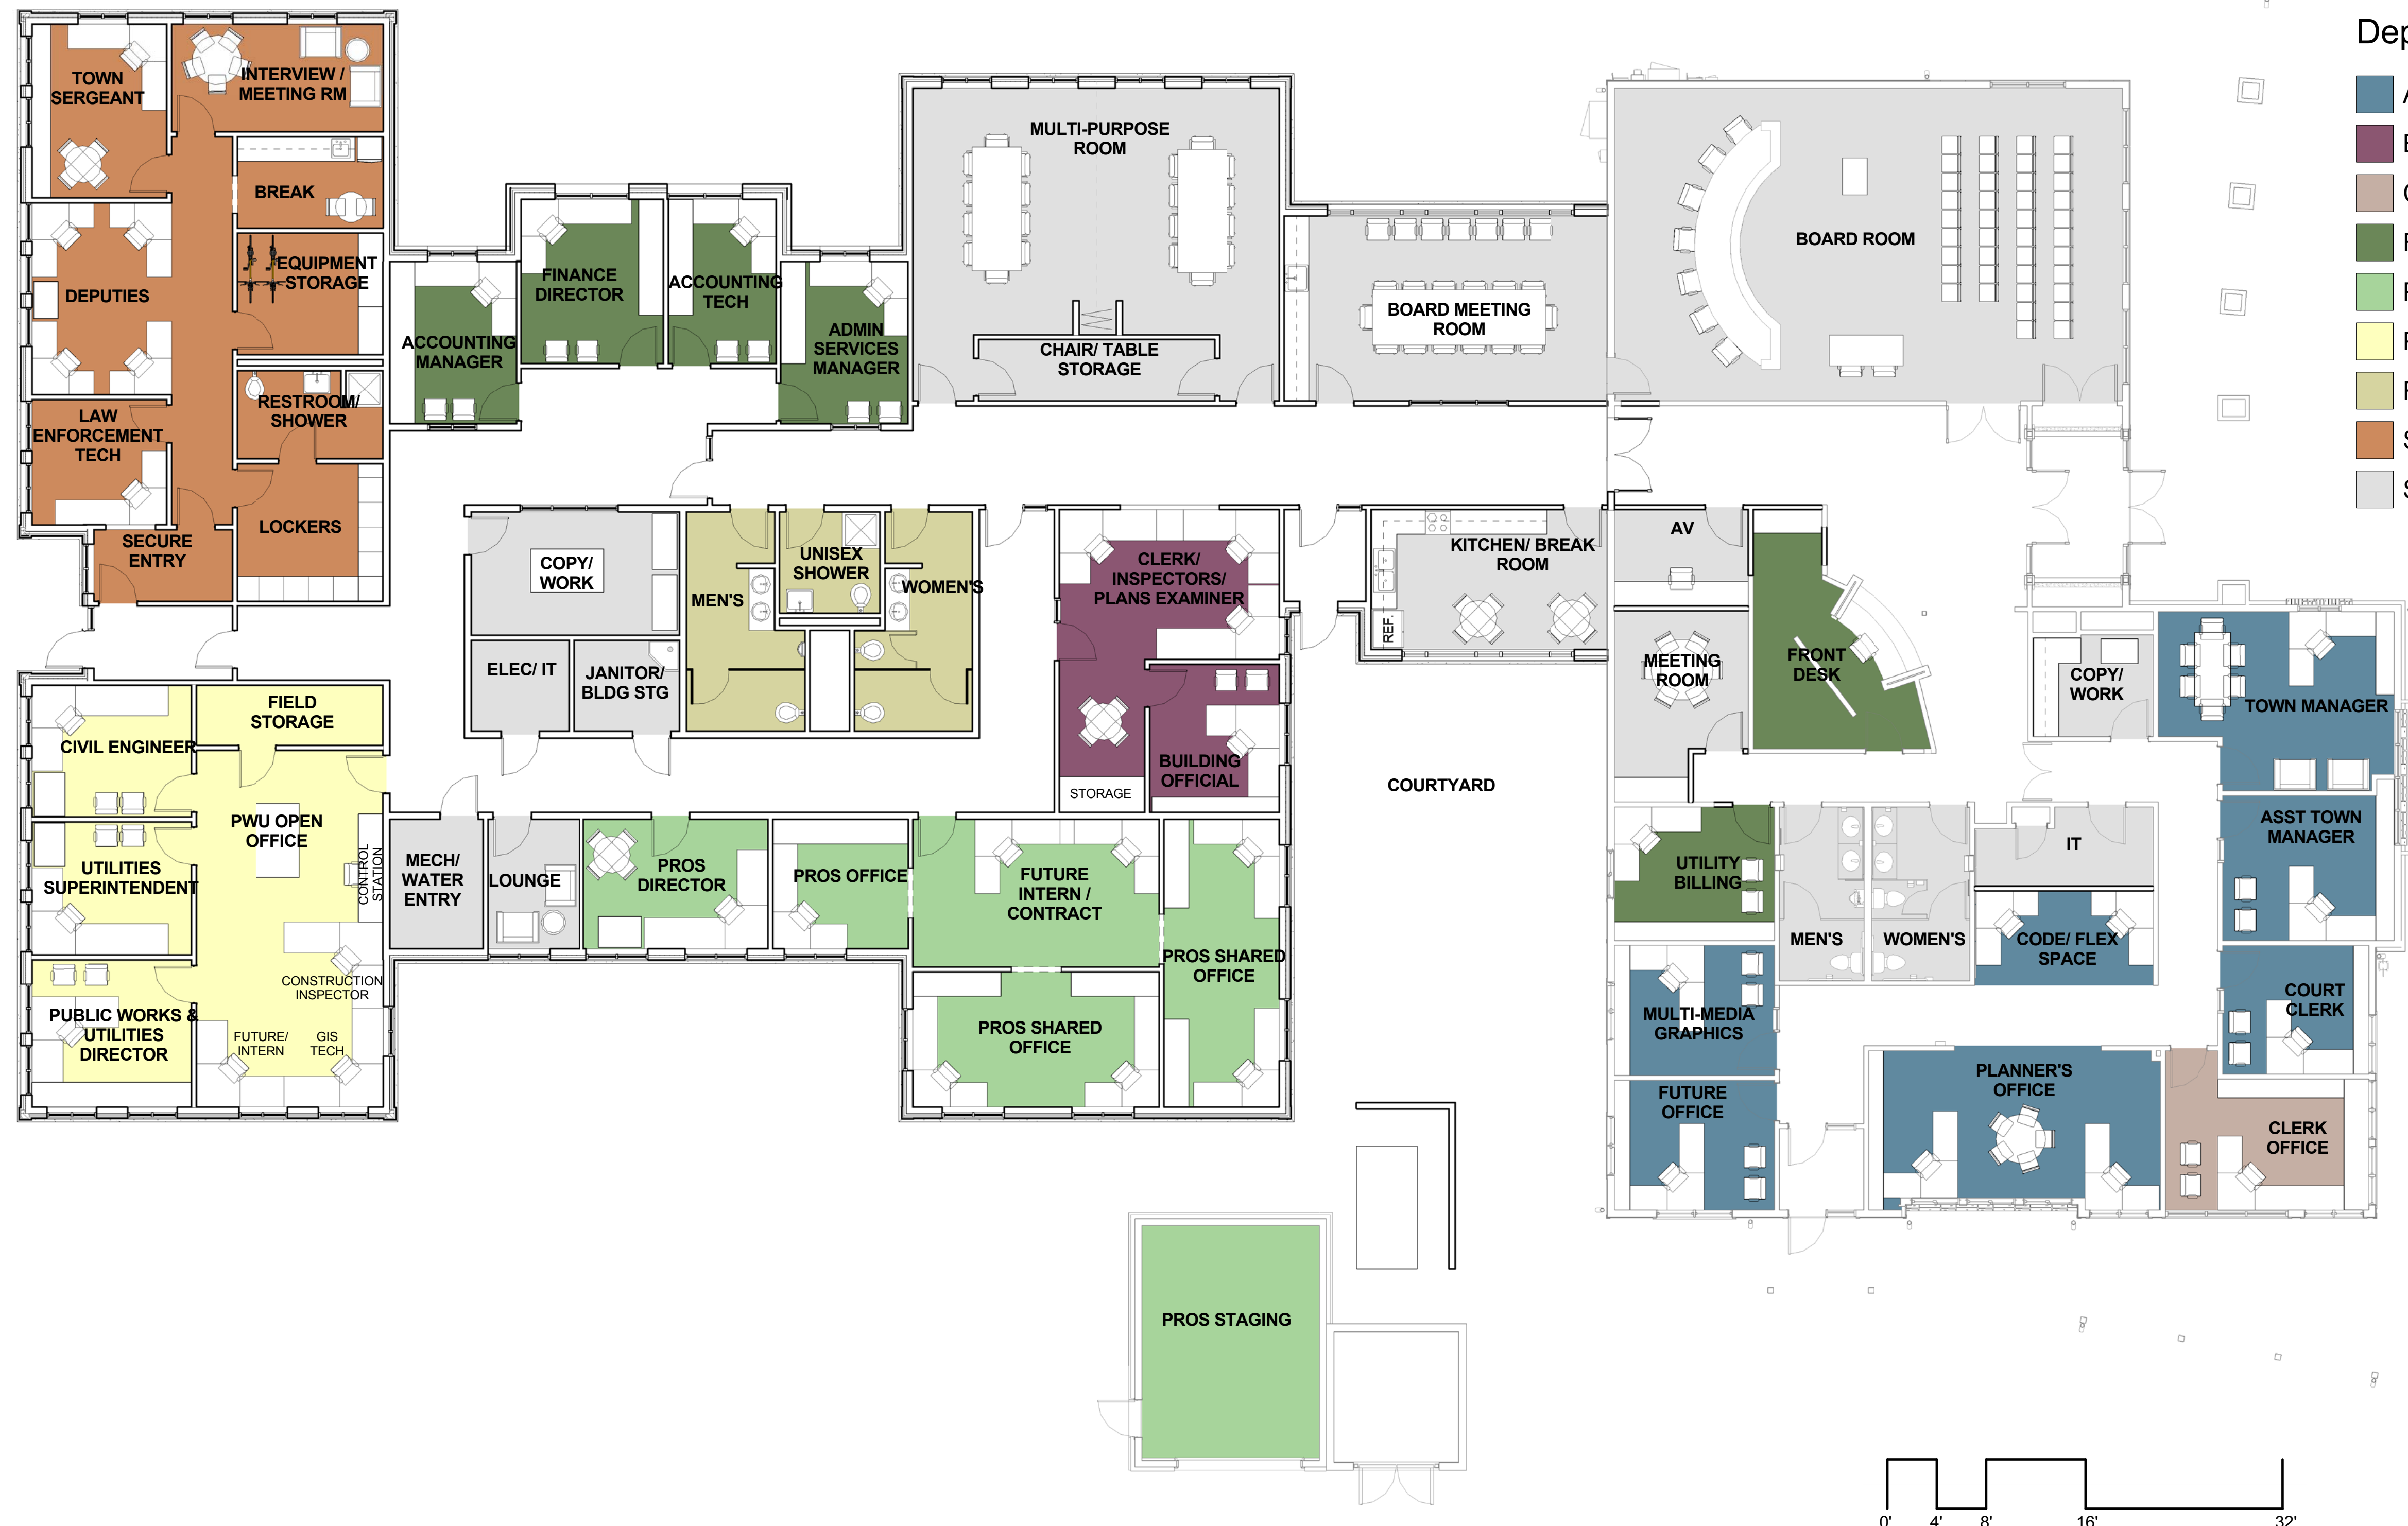 Dep
A
B
C
F
P
P
R
S
S
TOWN
SERGEANT
INTERVIEW /
MEETING RM
BREAK
DEPUTIES
EQUIPMENT
STORAGE
LAW
ENFORCEMENT
TECH
RESTROOM/
SHOWER
LOCKERS
SECURE
ENTRY
ACCOUNTING
MANAGER
FINANCE
DIRECTOR
ACCOUNTING
TECH
ADMIN
SERVICES
MANAGER
MULTI-PURPOSE
ROOM
CHAIR/ TABLE
STORAGE
BOARD MEETING
ROOM
BOARD ROOM
COPY/
WORK
ELEC/ IT
JANITOR/
BLDG STG
MEN'S
UNISEX
SHOWER
WOMEN'S
CLERK/
INSPECTORS/
PLANS EXAMINER
BUILDING
OFFICIAL
STORAGE
KITCHEN/ BREAK
ROOM
REF.
AV
MEETING
ROOM
FRONT
DESK
COPY/
WORK
TOWN MANAGER
COURTYARD
FIELD
STORAGE
CIVIL ENGINEER
PWU OPEN
OFFICE
CONTROL
STATION
UTILITIES
SUPERINTENDENT
CONSTRUCTION
INSPECTOR
PUBLIC WORKS &
UTILITIES
DIRECTOR
FUTURE/
INTERN
GIS
TECH
MECH/
WATER
ENTRY
LOUNGE
PROS
DIRECTOR
PROS OFFICE
FUTURE
INTERN /
CONTRACT
PROS SHARED
OFFICE
PROS SHARED
OFFICE
UTILITY
BILLING
MEN'S
WOMEN'S
IT
CODE/ FLEX
SPACE
ASST TOWN
MANAGER
MULTI-MEDIA
GRAPHICS
COURT
CLERK
FUTURE
OFFICE
PLANNER'S
OFFICE
CLERK
OFFICE
PROS STAGING
0' 4' 8' 16' 32'